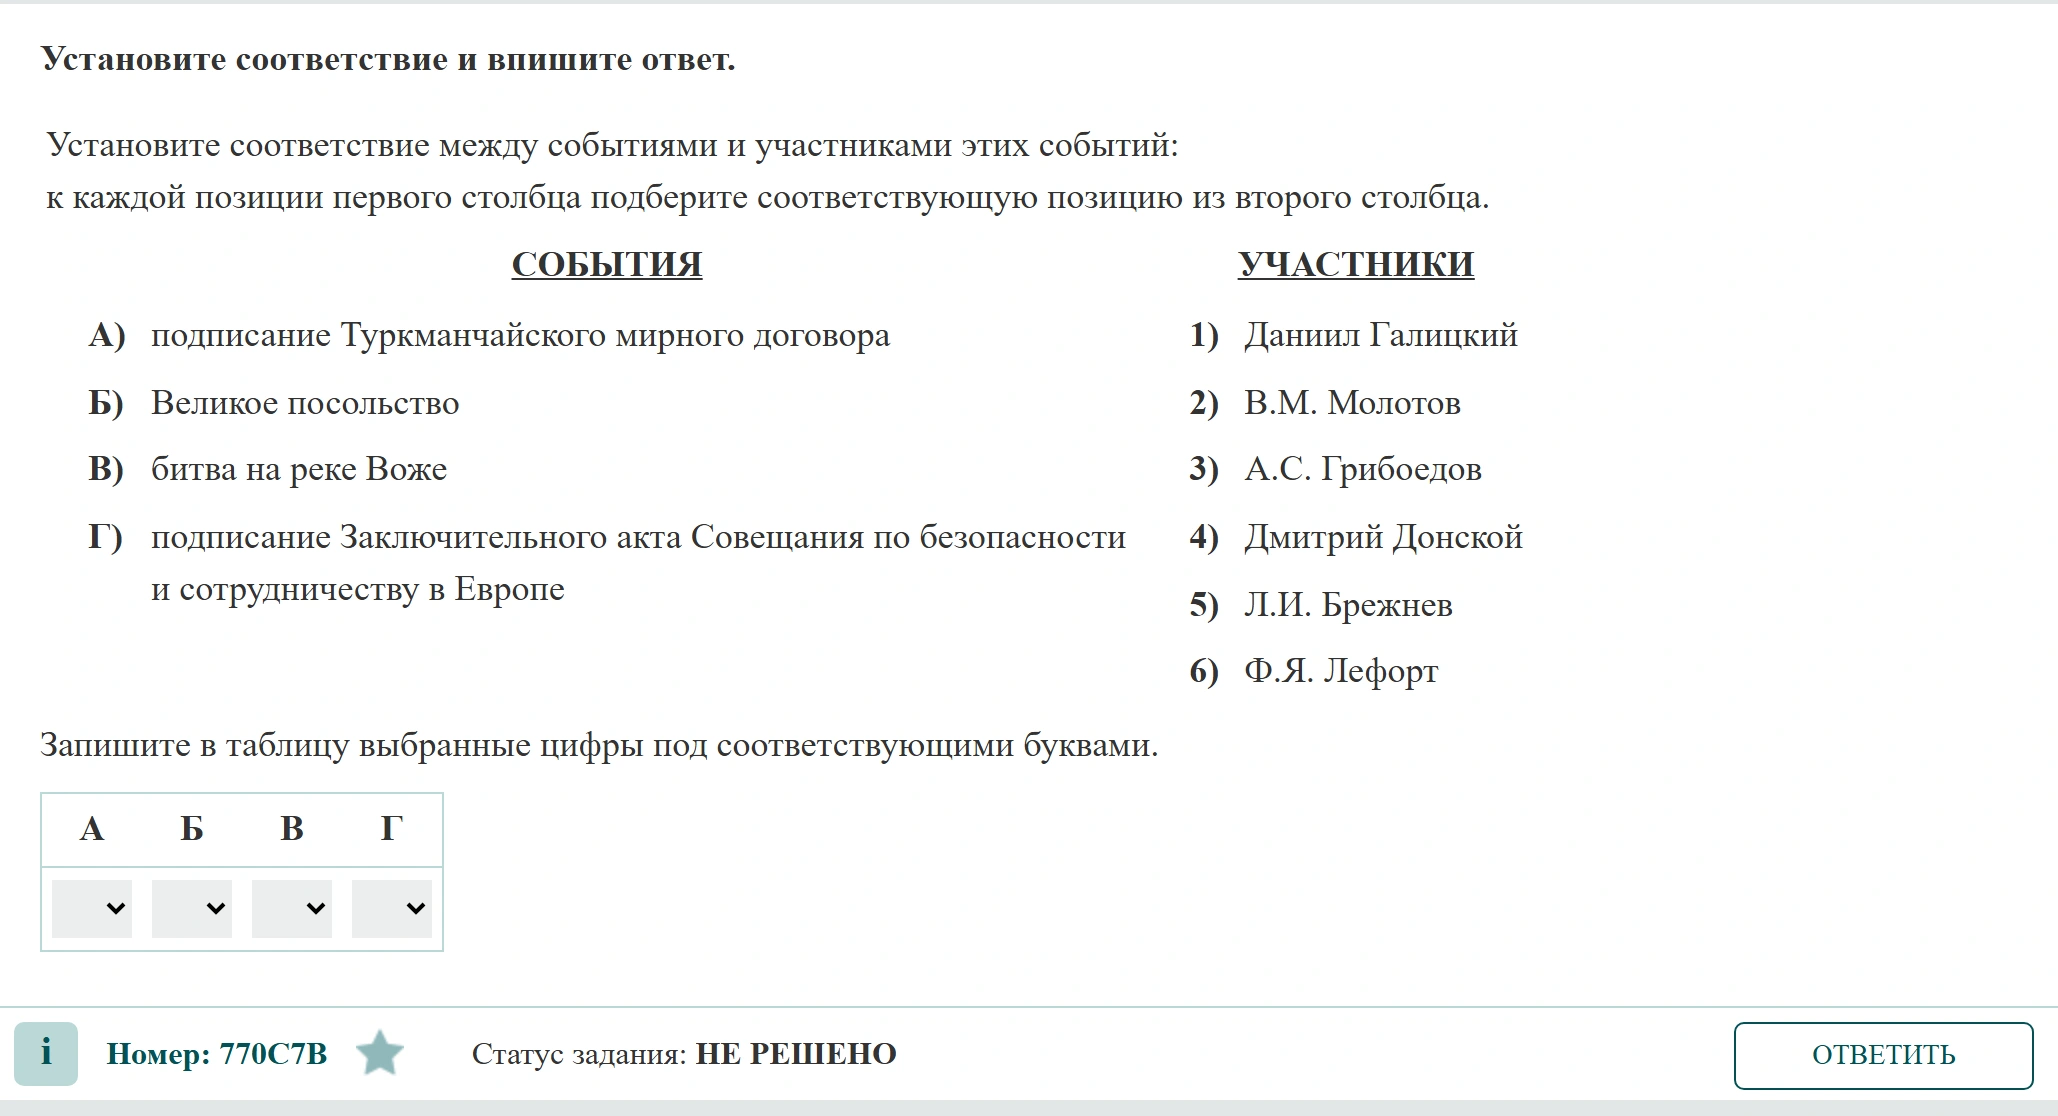 Установите соответствие и впишите ответ.
Установите соответствие между событиями и участниками этих событий:
к каждой позиции первого столбца подберите соответствующую позицию из второго столбца.
СОБЫТИЯ
А) подписание Туркманчайского мирного договора
Б) Великое посольство
В) битва на реке Воже
Г) подписание Заключительного акта Совещания по безопасности
и сотрудничеству в Европе
УЧАСТНИКИ
1) Даниил Галицкий
2) В.М. Молотов
3) А.С. Грибоедов
4) Дмитрий Донской
5) Л.И. Брежнев
6) Ф.Я. Лефорт
Запишите в таблицу выбранные цифры под соответствующими буквами.
А Б В Г
i Номер: 770C7B Статус задания: НЕ РЕШЕНО ОТВЕТИТЬ